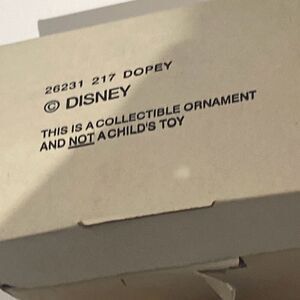 26231 217 DOPEY
© DISNEY
THIS IS A COLLECTIBLE ORNAMENT
AND NOT A CHILD'S TOY